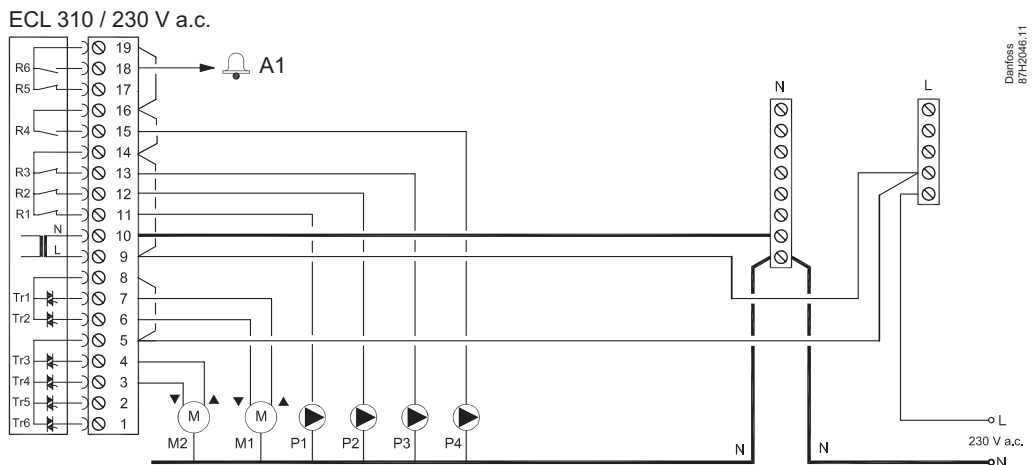 ECL 310 / 230 V a.c.
Danfoss
87H2046.11
19
R6 18 A1
R5 17
16
R4 15
14
R3 13
R2 12
R1 11
N 10
L 9
8
Tr1 7
Tr2 6
5
Tr3 4
Tr4 3
Tr5 2
Tr6 1
N
L
M M
M2 M1 P1 P2 P3 P4
N N
L
230 V a.c.
N